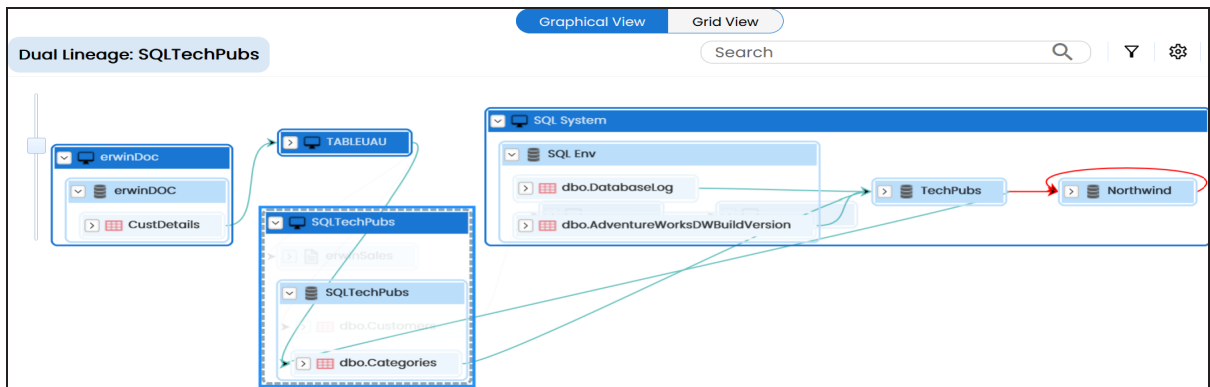 Graphical View
Grid View
Dual Lineage: SQLTechPubs
Search
erwinDoc
erwinDOC
CustDetails
TABLEUAU
SQLTechPubs
erwinSales
SQLTechPubs
dbo.Customers
dbo.Categories
SQL System
SQL Env
dbo.DatabaseLog
dbo.AdventureWorksDWBuildVersion
TechPubs
Northwind